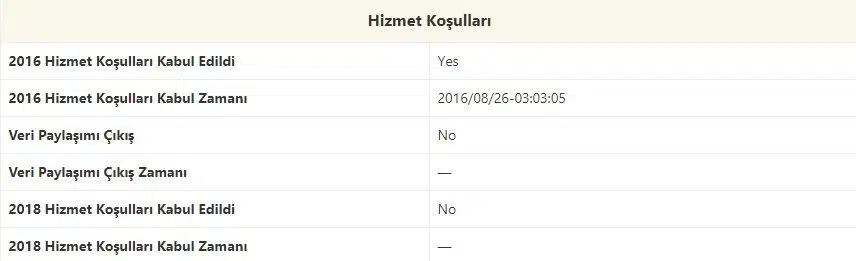 Hizmet Koşulları
2016 Hizmet Koşulları Kabul Edildi Yes
2016 Hizmet Koşulları Kabul Zamanı 2016/08/26-03:03:05
Veri Paylaşımı Çıkış No
Veri Paylaşımı Çıkış Zamanı —
2018 Hizmet Koşulları Kabul Edildi No
2018 Hizmet Koşulları Kabul Zamanı —